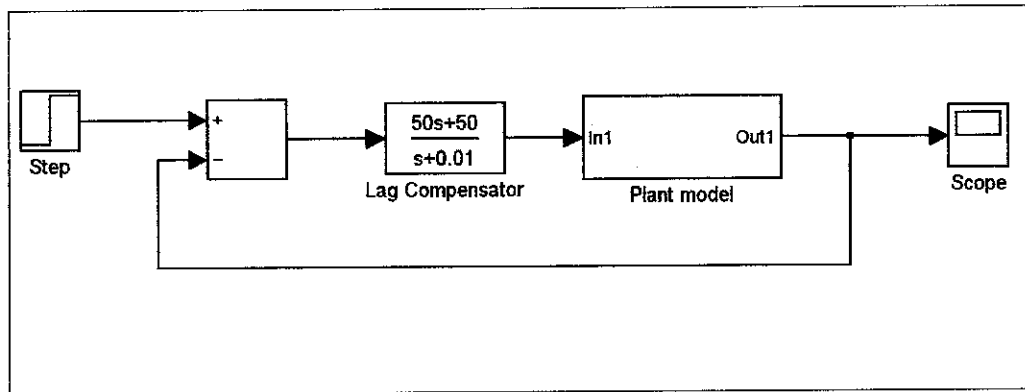 Step
+
−
50s+50
s+0.01
Lag Compensator
In1
Out1
Plant model
Scope